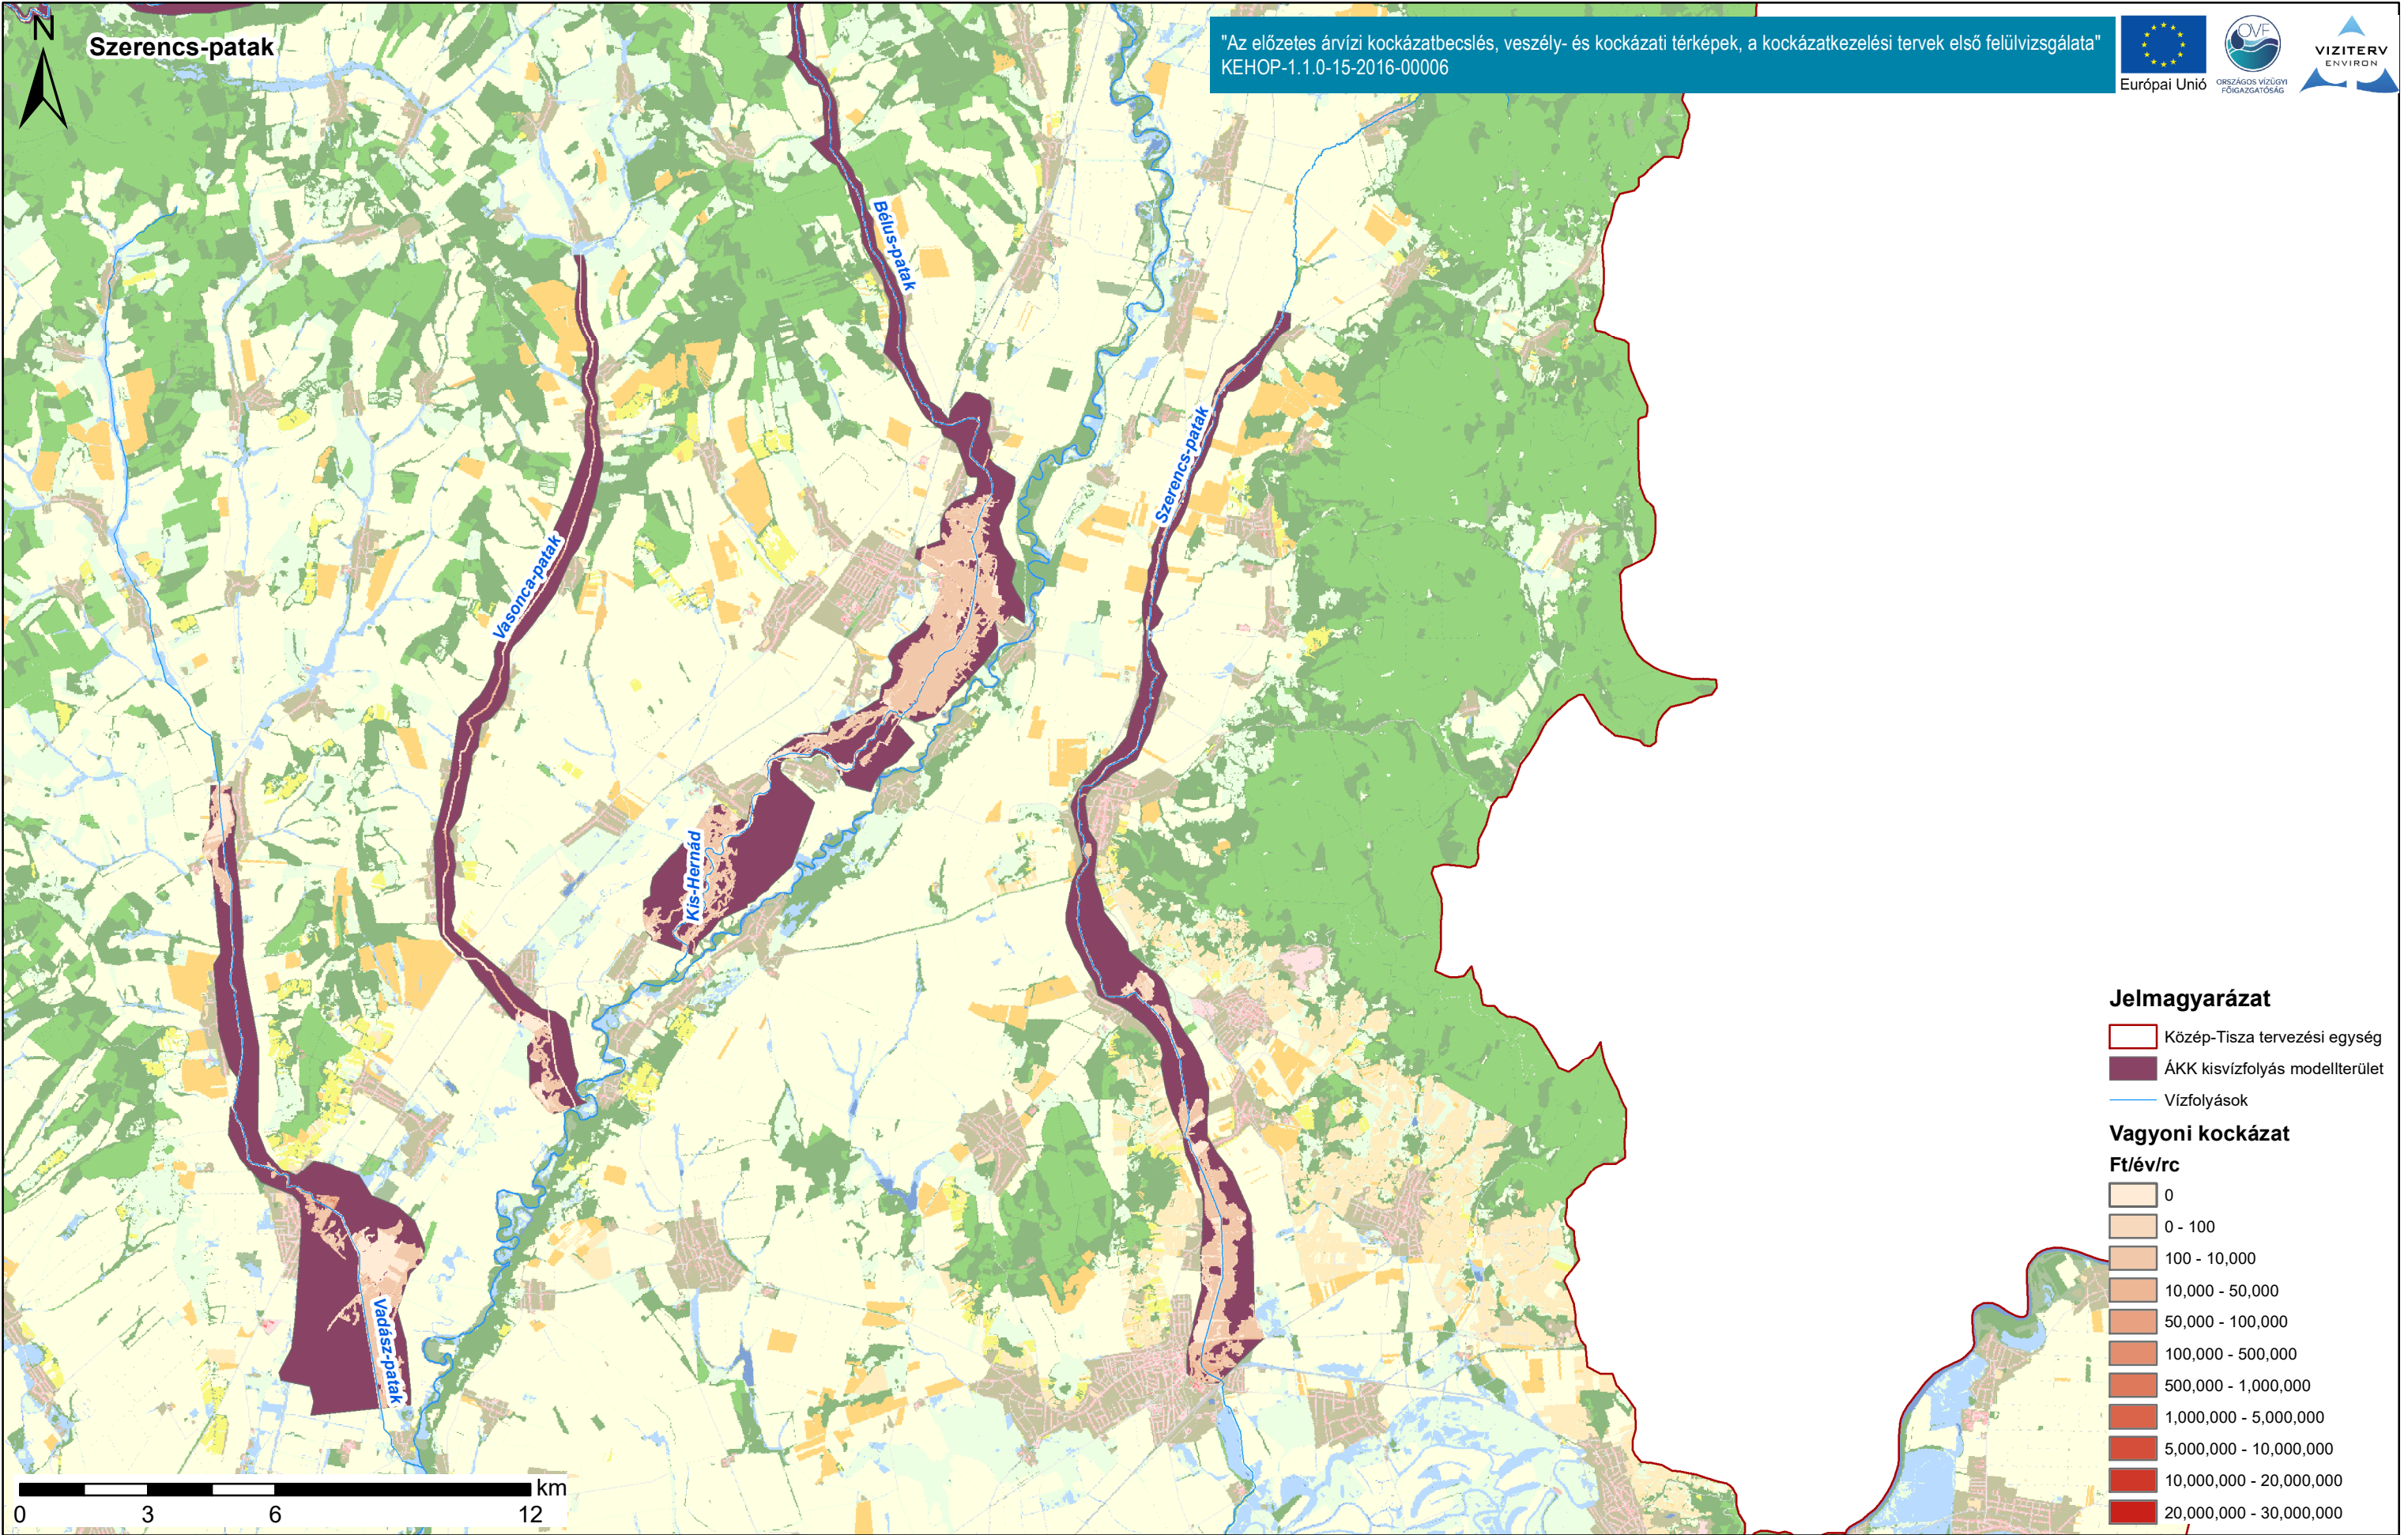 N
Szerencs-patak
"Az előzetes árvízi kockázatbecslés, veszély- és kockázati térképek, a kockázatkezelési tervek első felülvizsgálata"
KEHOP-1.1.0-15-2016-00006
Európai Unió
OVF
ORSZÁGOS VÍZÜGYI
FŐIGAZGATÓSÁG
VIZITERV
ENVIRON
Bélus-patak
Szerencs-patak
Vasonca-patak
Kis-Hernád
Vadász-patak
Jelmagyarázat
Közép-Tisza tervezési egység
ÁKK kisvízfolyás modellterület
Vízfolyások
Vagyoni kockázat
Ft/év/rc
0
0 - 100
100 - 10,000
10,000 - 50,000
50,000 - 100,000
100,000 - 500,000
500,000 - 1,000,000
1,000,000 - 5,000,000
5,000,000 - 10,000,000
10,000,000 - 20,000,000
20,000,000 - 30,000,000
km
0 3 6 12